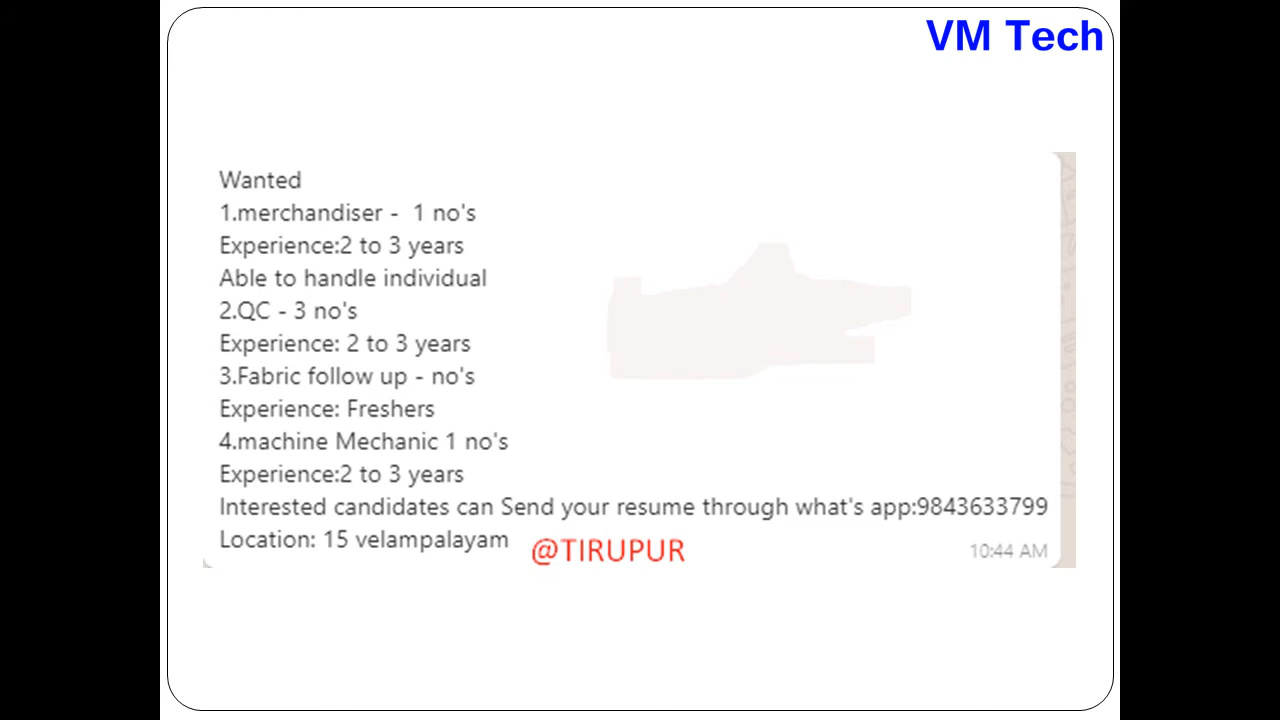 VM Tech
Wanted
1.merchandiser -  1 no's
Experience:2 to 3 years
Able to handle individual
2.QC - 3 no's
Experience: 2 to 3 years
3.Fabric follow up - no's
Experience: Freshers
4.machine Mechanic 1 no's
Experience:2 to 3 years
Interested candidates can Send your resume through what's app:9843633799
Location: 15 velampalayam @TIRUPUR
10:44 AM